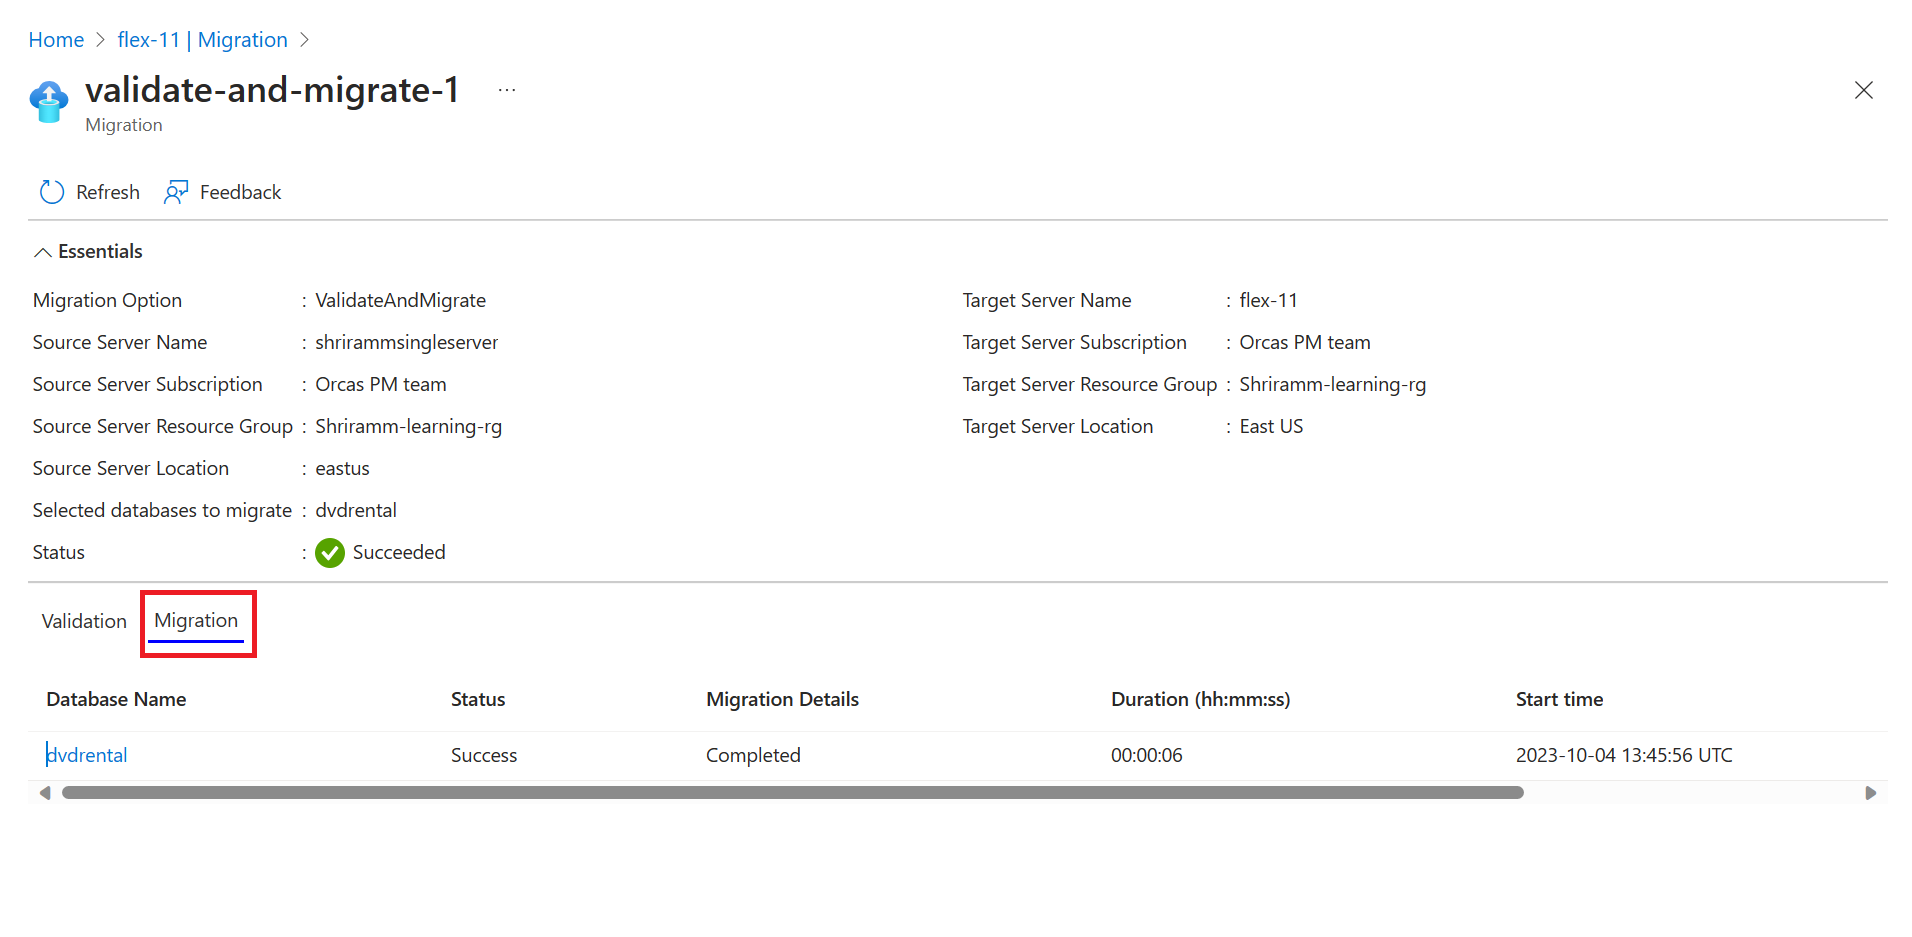 Home > flex-11 | Migration >
validate-and-migrate-1 ...
Migration
Refresh Feedback
Essentials
Migration Option : ValidateAndMigrate Target Server Name : flex-11
Source Server Name : shrirammsingleserver Target Server Subscription : Orcas PM team
Source Server Subscription : Orcas PM team Target Server Resource Group : Shriramm-learning-rg
Source Server Resource Group : Shriramm-learning-rg Target Server Location : East US
Source Server Location : eastus
Selected databases to migrate : dvdrental
Status : Succeeded
Validation Migration
Database Name Status Migration Details Duration (hh:mm:ss) Start time
dvdrental Success Completed 00:00:06 2023-10-04 13:45:56 UTC